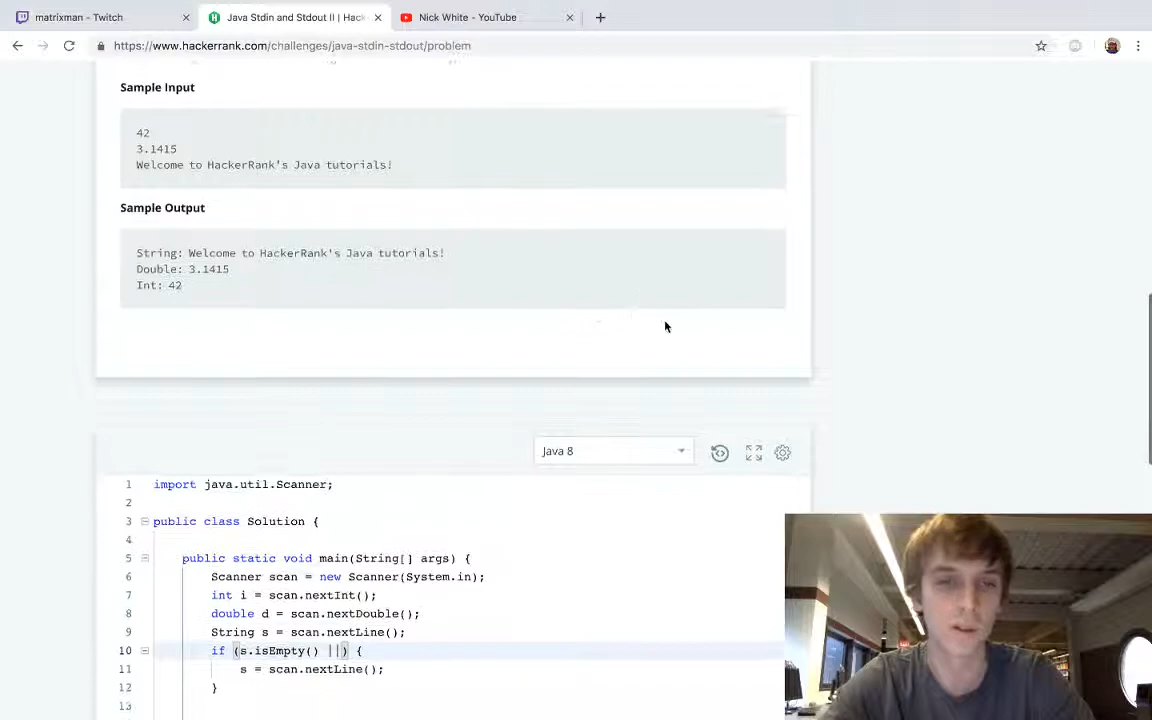 matrixman - Twitch
Java Stdin and Stdout II | Hack
Nick White - YouTube
https://www.hackerrank.com/challenges/java-stdin-stdout/problem
Sample Input
42
3.1415
Welcome to HackerRank's Java tutorials!
Sample Output
String: Welcome to HackerRank's Java tutorials!
Double: 3.1415
Int: 42
Java 8
1 import java.util.Scanner;
2
3 public class Solution {
4
5 public static void main(String[] args) {
6 Scanner scan = new Scanner(System.in);
7 int i = scan.nextInt();
8 double d = scan.nextDouble();
9 String s = scan.nextLine();
10 if (s.isEmpty() ||) {
11 s = scan.nextLine();
12 }
13